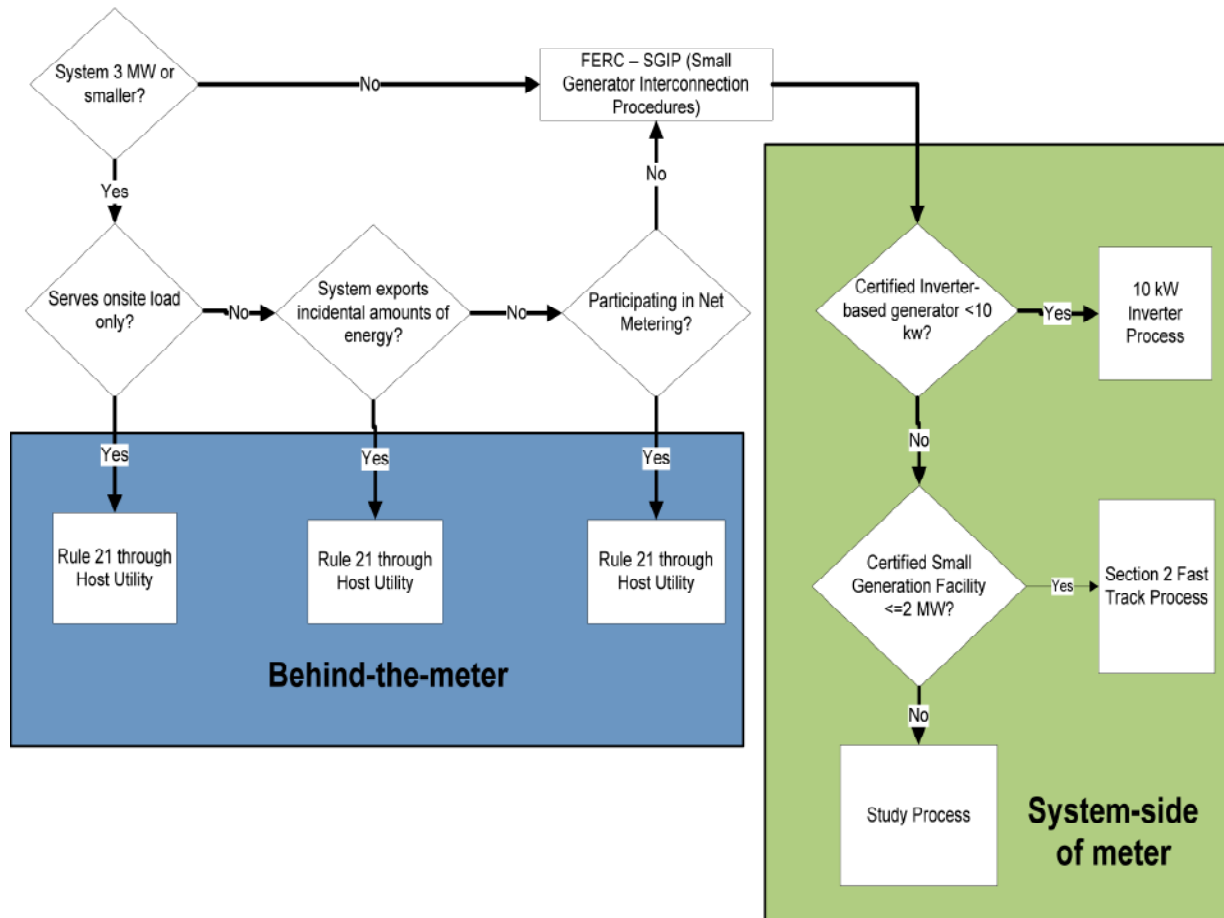 System 3 MW or
smaller?
No
FERC – SGIP (Small
Generator Interconnection
Procedures)
Yes
No
Serves onsite load
only?
No
System exports
incidental amounts of
energy?
No
Participating in Net
Metering?
Certified Inverter-
based generator <10
kw?
Yes
10 kW
Inverter
Process
Yes
Yes
Yes
No
Rule 21 through
Host Utility
Rule 21 through
Host Utility
Rule 21 through
Host Utility
Behind-the-meter
Certified Small
Generation Facility
<=2 MW?
Yes
Section 2 Fast
Track Process
No
Study Process
System-side
of meter